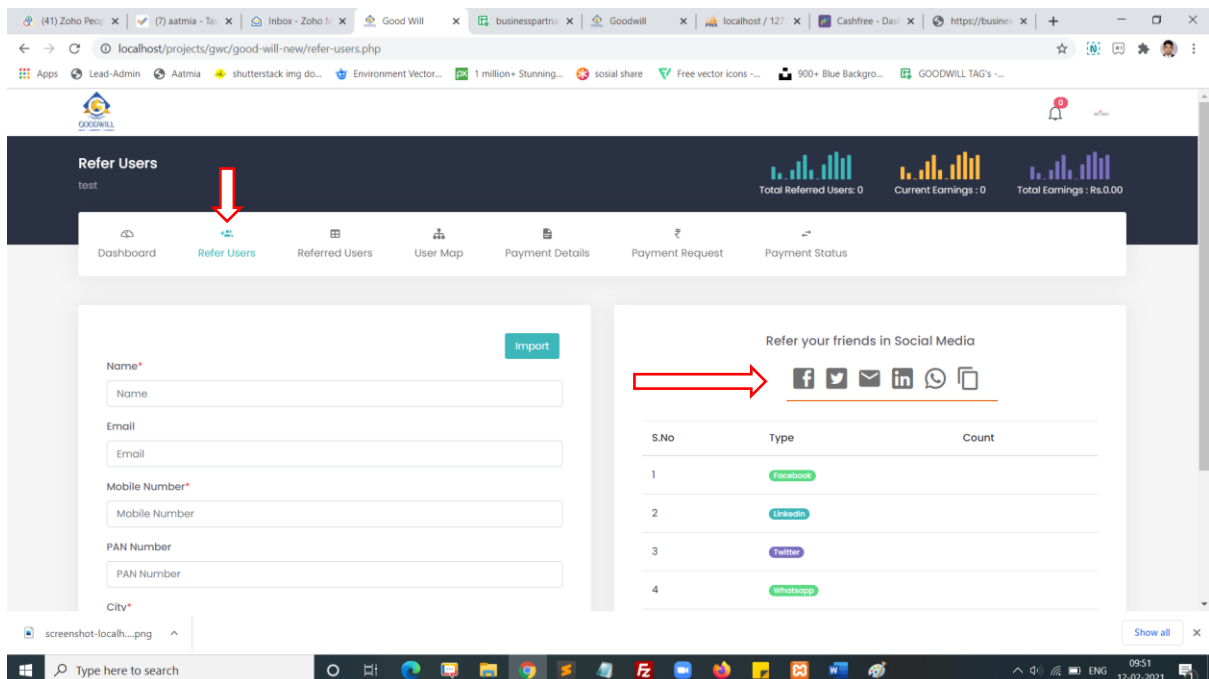 (41) Zoho Peop
(7) aatmia - Tas
Inbox - Zoho M
Good Will
businesspartna
Goodwill
localhost / 127
Cashfree - Das
https://busines
localhost/projects/gwc/good-will-new/refer-users.php
Apps
Lead-Admin
Aatmia
shutterstack img do...
Environment Vector...
px
1 million+ Stunning...
sosial share
Free vector icons -...
900+ Blue Backgro...
GOODWILL TAG's -...
GOODWILL
0
Refer Users
test
Total Referred Users: 0
Current Earnings : 0
Total Earnings : Rs.0.00
Dashboard
Refer Users
Referred Users
User Map
Payment Details
₹
Payment Request
Payment Status
Import
Name*
Name
Email
Email
Mobile Number*
Mobile Number
PAN Number
PAN Number
City*
Refer your friends in Social Media
S.No Type Count
1 Facebook
2 LinkedIn
3 Twitter
4 Whatsapp
screenshot-localh....png
Show all
Type here to search
ENG
09:51
12-02-2021